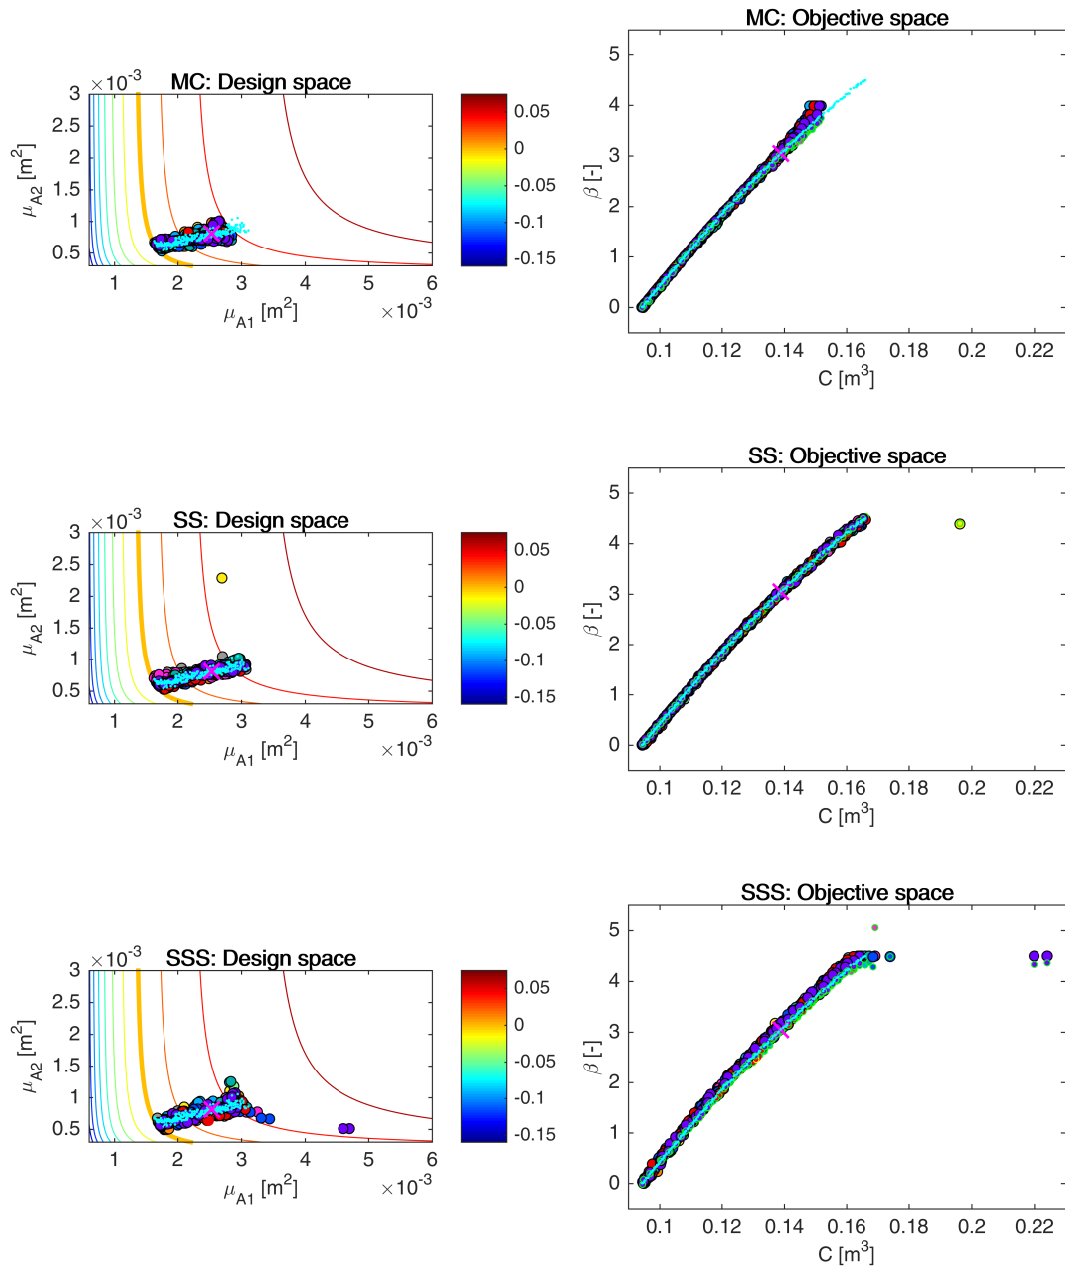 MC: Objective space
5
4
3
2
1
0
β [-]
0.1 0.12 0.14 0.16 0.18 0.2 0.22
C [m³]
×10⁻³ MC: Design space
3
2.5
2
1.5
1
0.5
μ_A2 [m²]
1 2 3 4 5 6
μ_A1 [m²] ×10⁻³
0.05
0
-0.05
-0.1
-0.15
SS: Objective space
5
4
3
2
1
0
β [-]
0.1 0.12 0.14 0.16 0.18 0.2 0.22
C [m³]
×10⁻³ SS: Design space
3
2.5
2
1.5
1
0.5
μ_A2 [m²]
1 2 3 4 5 6
μ_A1 [m²] ×10⁻³
0.05
0
-0.05
-0.1
-0.15
SSS: Objective space
5
4
3
2
1
0
β [-]
0.1 0.12 0.14 0.16 0.18 0.2 0.22
C [m³]
×10⁻³ SSS: Design space
3
2.5
2
1.5
1
0.5
μ_A2 [m²]
1 2 3 4 5 6
μ_A1 [m²] ×10⁻³
0.05
0
-0.05
-0.1
-0.15